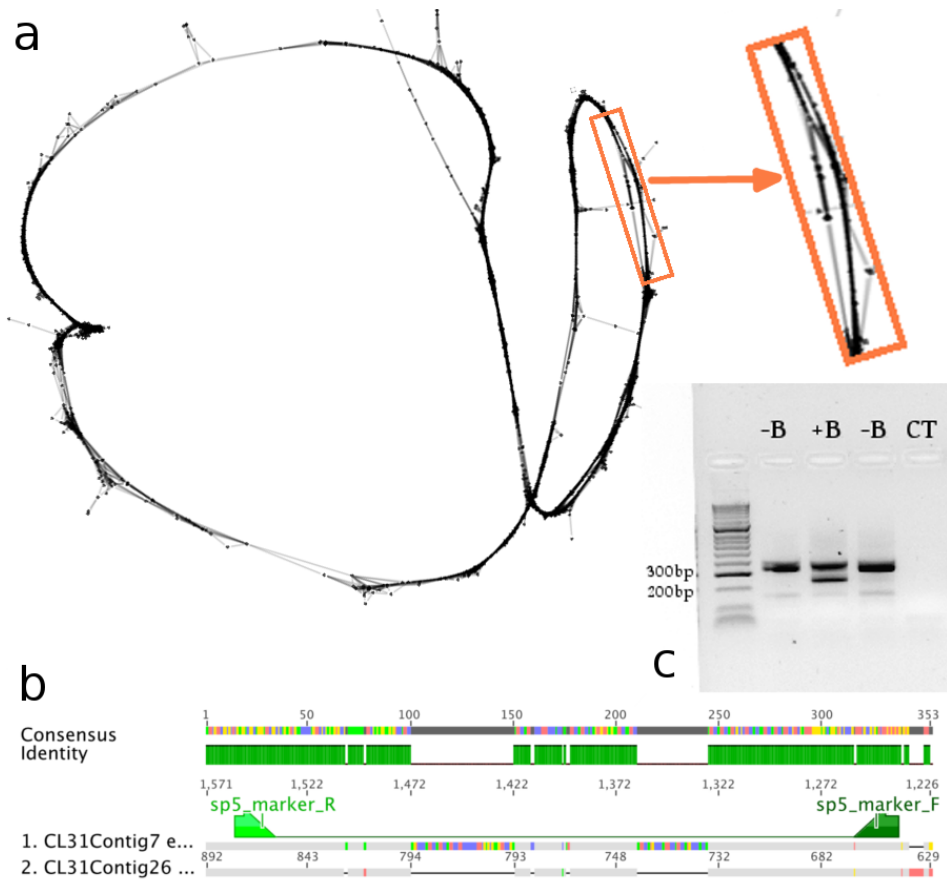 a
-B +B -B CT
300bp
200bp
c
b
1 50 100 150 200 250 300 353
Consensus
Identity
1,571 1,522 1,472 1,422 1,372 1,322 1,272 1,226
sp5_marker_R sp5_marker_F
1. CL31Contig7 e...
892 843 794 793 748 732 682 629
2. CL31Contig26 ...